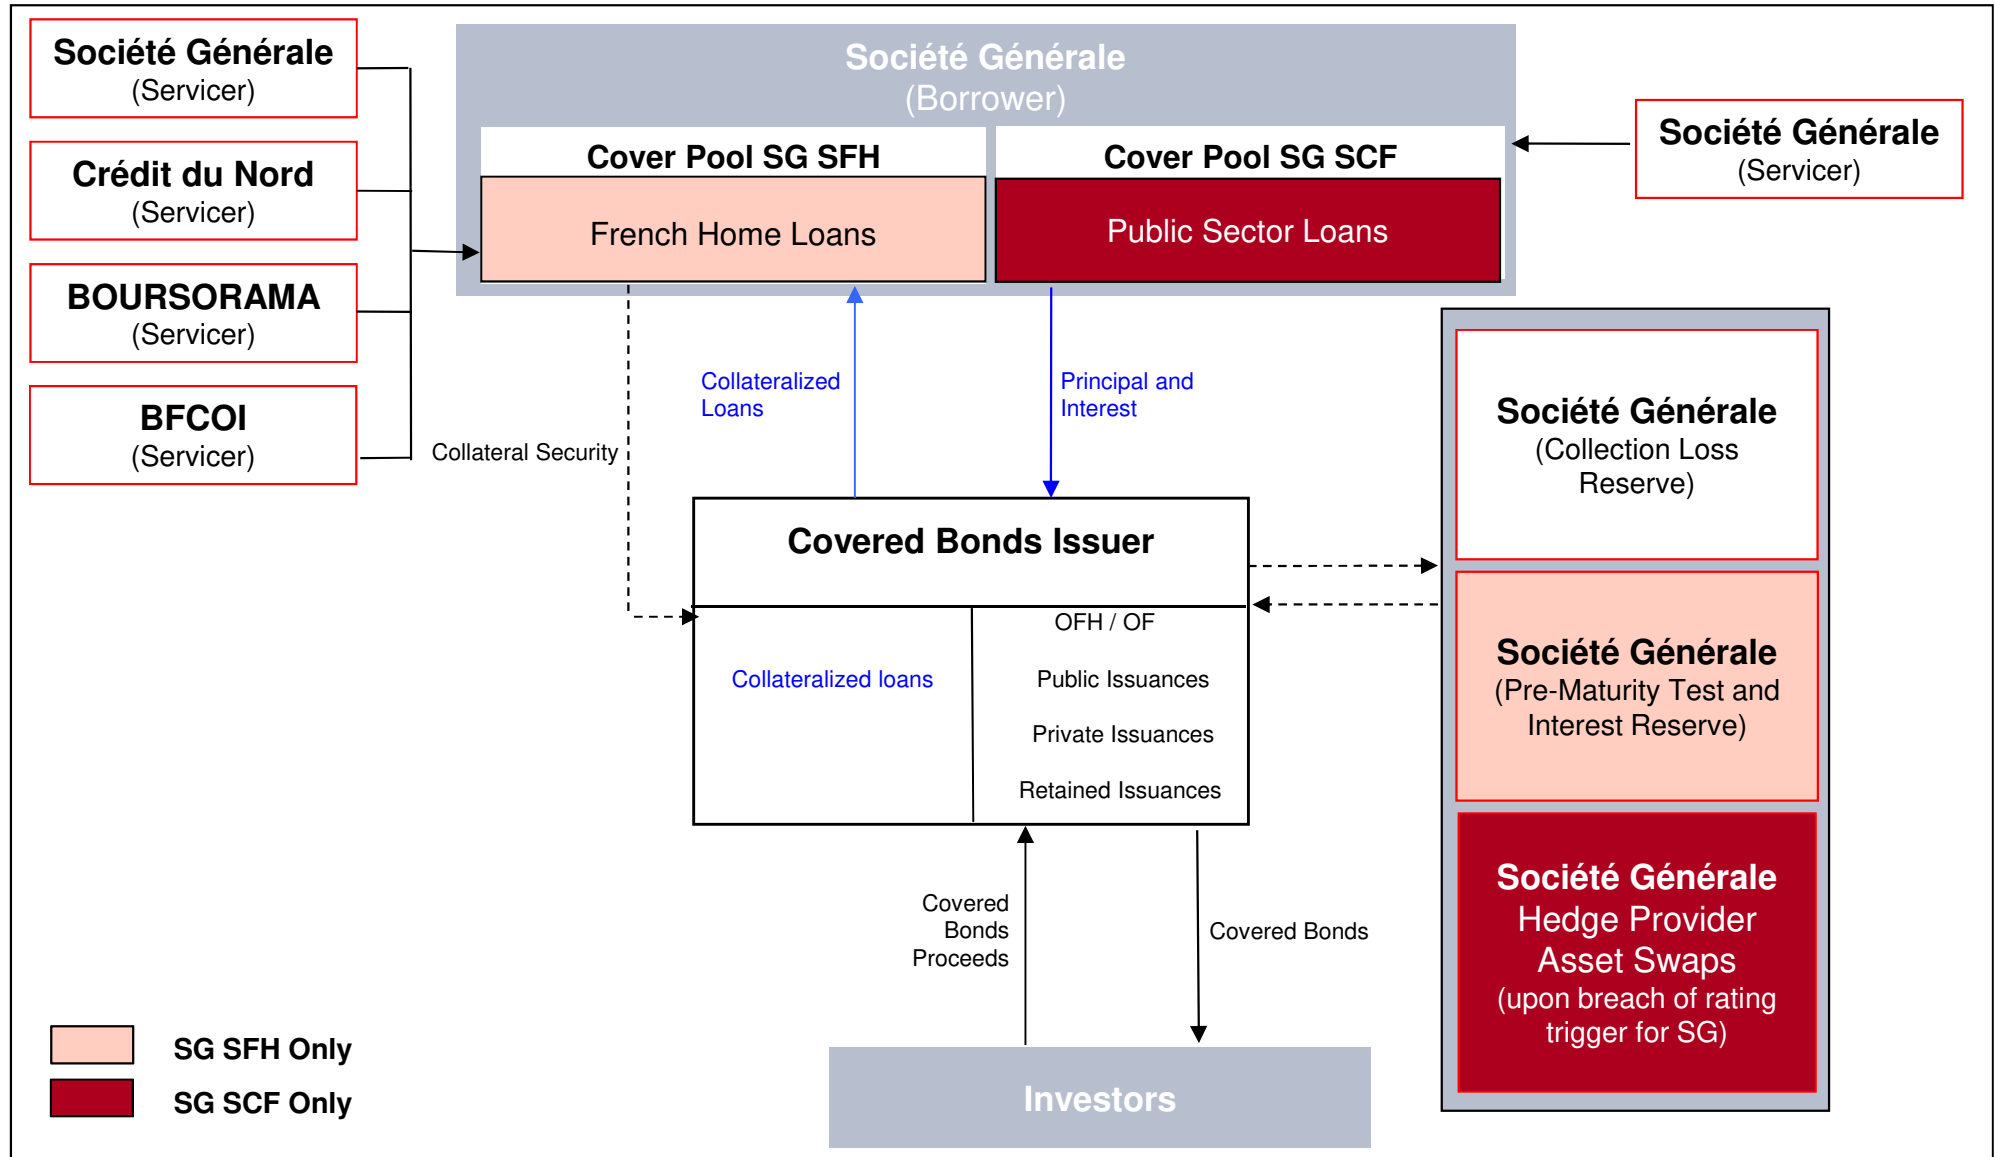 Société Générale
(Servicer)
Crédit du Nord
(Servicer)
BOURSORAMA
(Servicer)
BFCOI
(Servicer)
Société Générale
(Borrower)
Cover Pool SG SFH
French Home Loans
Cover Pool SG SCF
Public Sector Loans
Société Générale
(Servicer)
Collateral Security
Collateralized
Loans
Principal and
Interest
Covered Bonds Issuer
Collateralized loans
OFH / OF
Public Issuances
Private Issuances
Retained Issuances
Société Générale
(Collection Loss
Reserve)
Société Générale
(Pre-Maturity Test and
Interest Reserve)
Société Générale
Hedge Provider
Asset Swaps
(upon breach of rating
trigger for SG)
Covered
Bonds
Proceeds
Covered Bonds
Investors
SG SFH Only
SG SCF Only